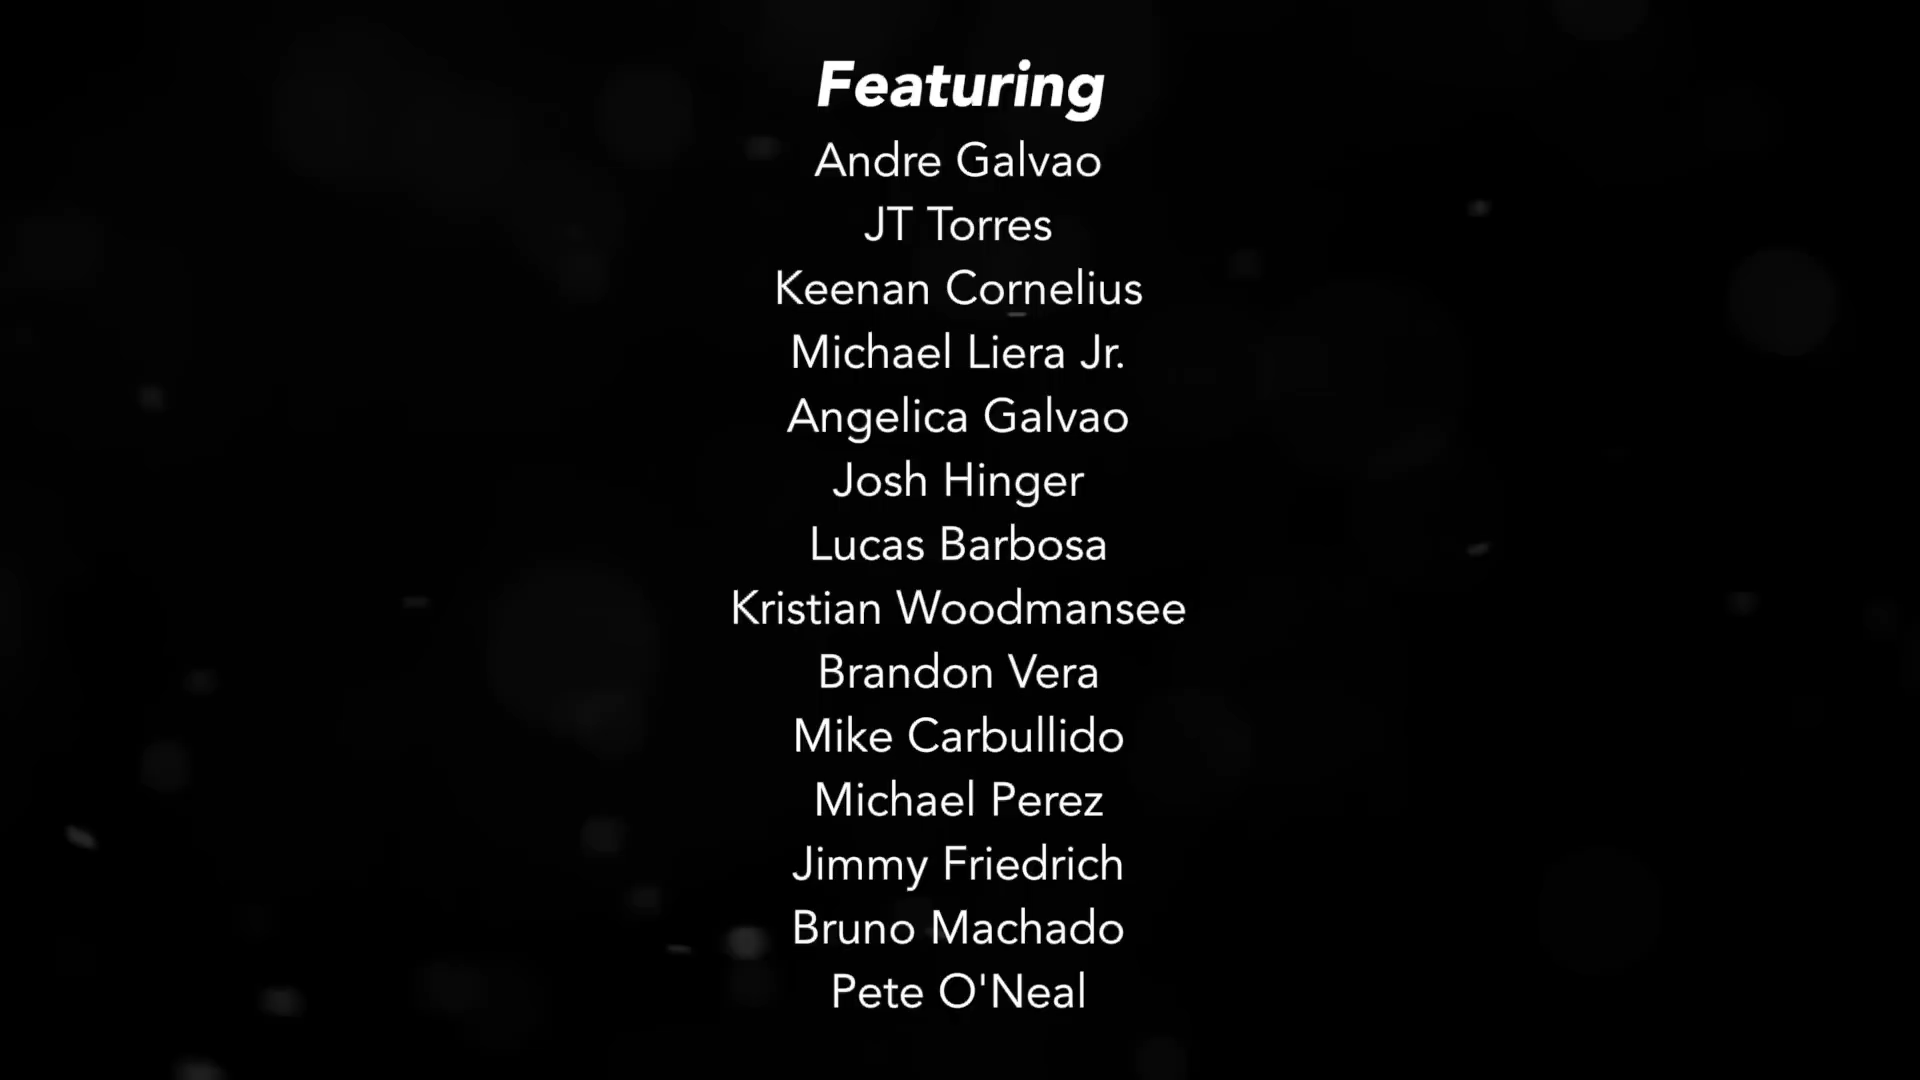 Featuring
Andre Galvao
JT Torres
Keenan Cornelius
Michael Liera Jr.
Angelica Galvao
Josh Hinger
Lucas Barbosa
Kristian Woodmansee
Brandon Vera
Mike Carbullido
Michael Perez
Jimmy Friedrich
Bruno Machado
Pete O'Neal